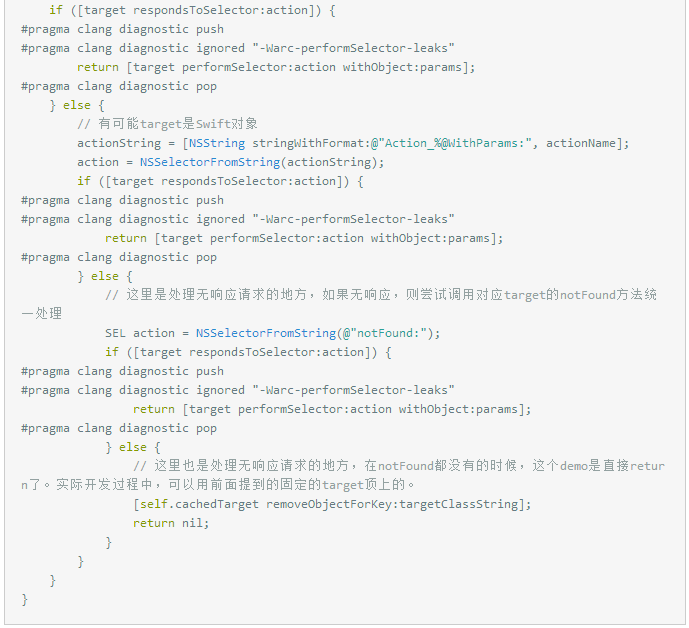 if ([target respondsToSelector:action]) {
#pragma clang diagnostic push
#pragma clang diagnostic ignored "-Warc-performSelector-leaks"
        return [target performSelector:action withObject:params];
#pragma clang diagnostic pop
    } else {
        // 有可能target是Swift对象
        actionString = [NSString stringWithFormat:@"Action_%@WithParams:", actionName];
        action = NSSelectorFromString(actionString);
        if ([target respondsToSelector:action]) {
#pragma clang diagnostic push
#pragma clang diagnostic ignored "-Warc-performSelector-leaks"
            return [target performSelector:action withObject:params];
#pragma clang diagnostic pop
        } else {
            // 这里是处理无响应请求的地方，如果无响应，则尝试调用对应target的notFound方法统
一处理
            SEL action = NSSelectorFromString(@"notFound:");
            if ([target respondsToSelector:action]) {
#pragma clang diagnostic push
#pragma clang diagnostic ignored "-Warc-performSelector-leaks"
                return [target performSelector:action withObject:params];
#pragma clang diagnostic pop
            } else {
                // 这里也是处理无响应请求的地方，在notFound都没有的时候，这个demo是直接retur
n了。实际开发过程中，可以用前面提到的固定的target顶上的。
                [self.cachedTarget removeObjectForKey:targetClassString];
                return nil;
            }
        }
    }
}